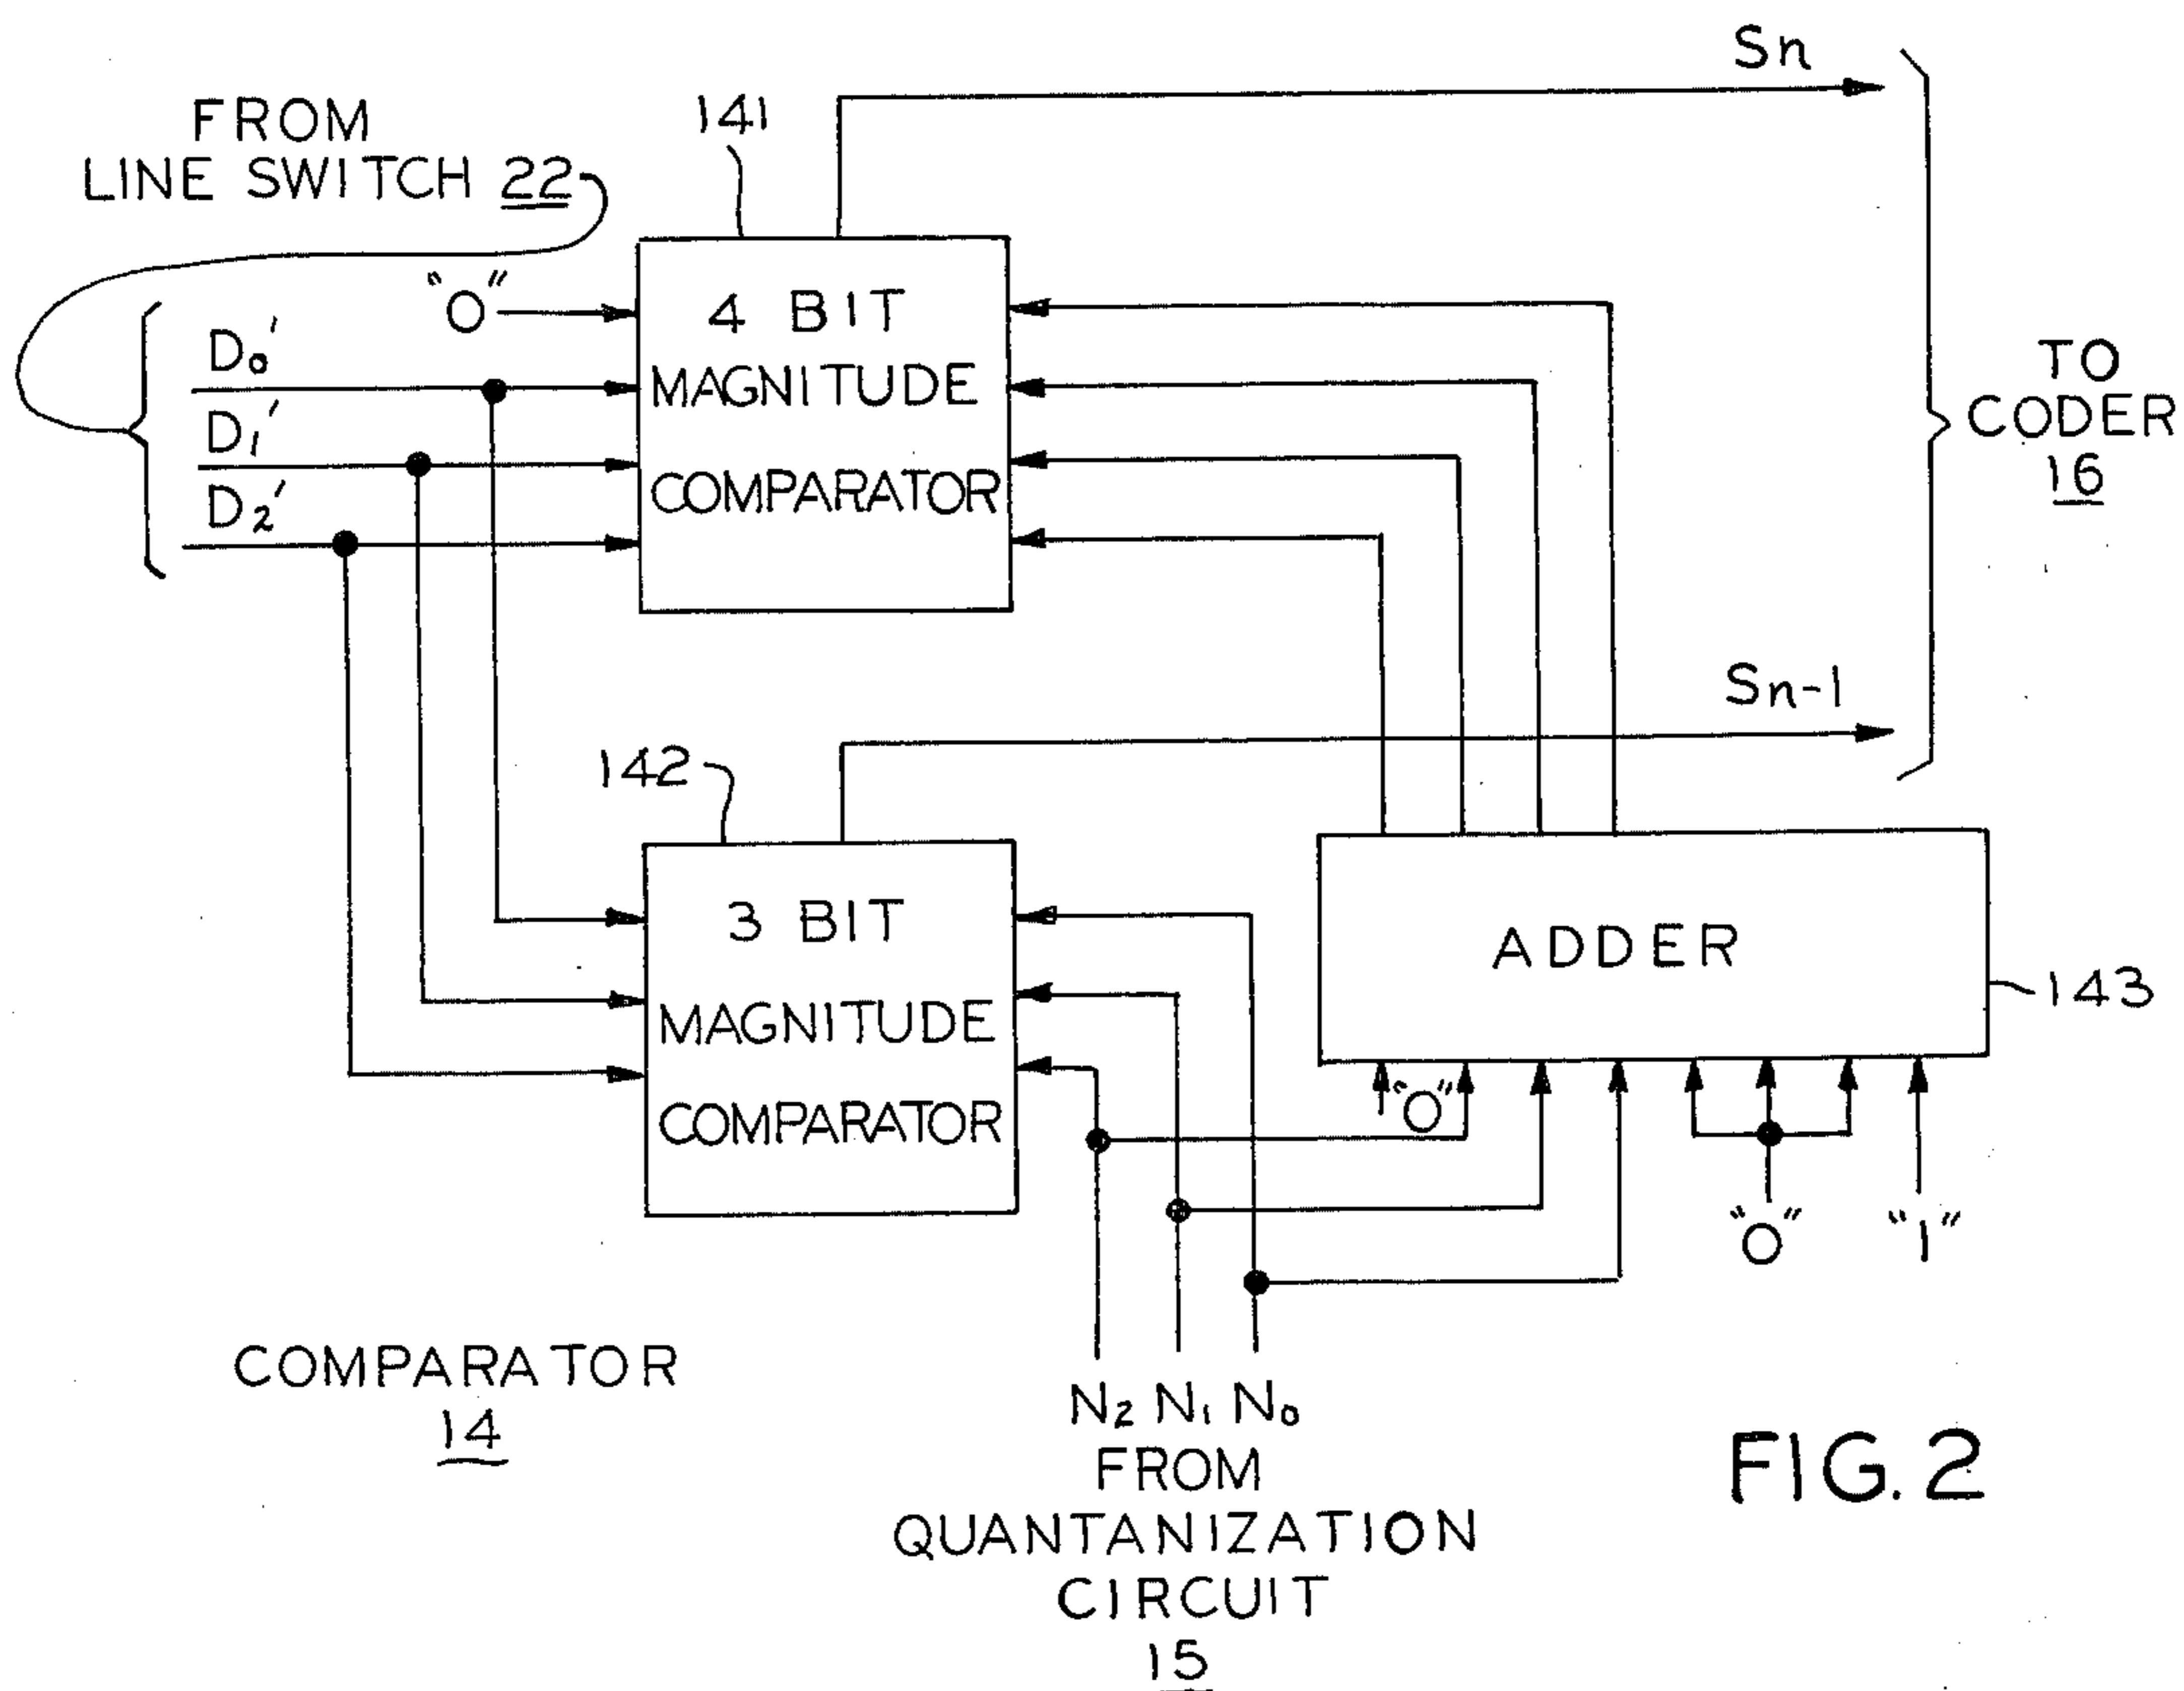 Sn
FROM
LINE SWITCH 22
141
"0"
D0'
D1'
D2'
4 BIT
MAGNITUDE
COMPARATOR
TO
CODER
16
Sn-1
142
3 BIT
MAGNITUDE
COMPARATOR
ADDER
143
"0"
"0"
"1"
COMPARATOR
14
N2 N1 N0
FROM
QUANTANIZATION
CIRCUIT
15
FIG. 2